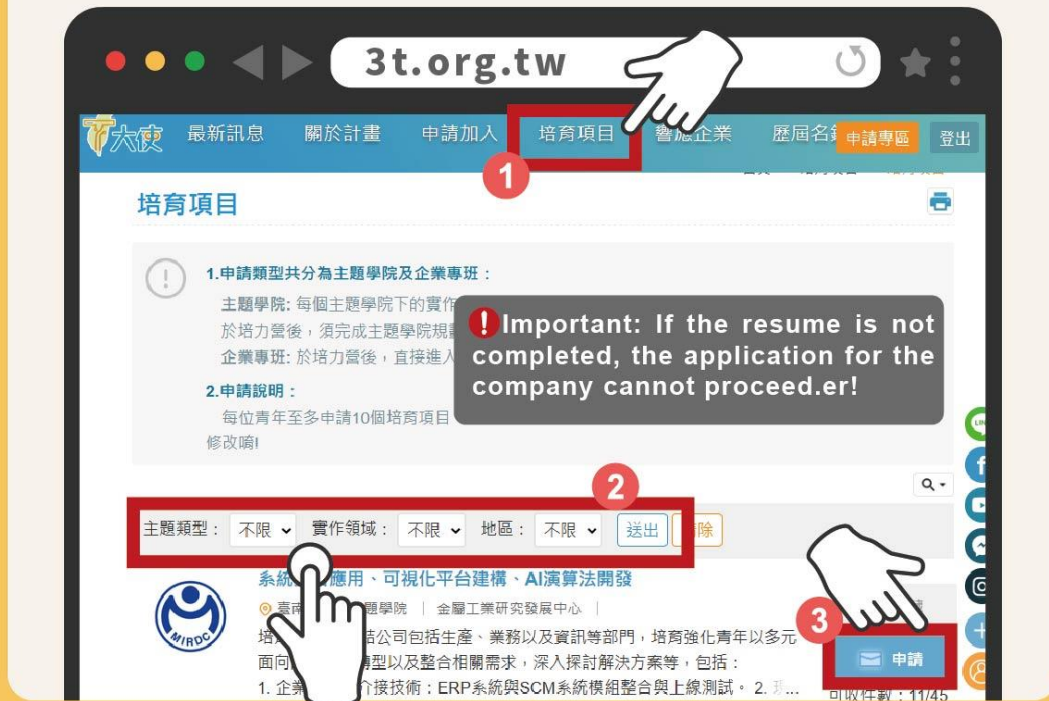 3t.org.tw
大使 最新訊息 關於計畫 申請加入 培育項目 響應企業 歷屆名 申請專區 登出
1
培育項目
1.申請類型共分為主題學院及企業專班：
主題學院: 每個主題學院下的實作
於培力營後，須完成主題學院規
企業專班: 於培力營後，直接進入
Important: If the resume is not
completed, the application for the
company cannot proceed.er!
2.申請說明：
每位青年至多申請10個培育項目
修改唷!
2
主題類型： 不限 實作領域： 不限 地區： 不限 送出 除
系統 應用、可視化平台建構、AI演算法開發
臺南 題學院 | 金屬工業研究發展中心 |
MIRDC
培 結公司包括生產、業務以及資訊等部門，培育強化青年以多元
面向 轉型以及整合相關需求，深入探討解決方案等，包括：
1. 企業 介接技術：ERP系統與SCM系統模組整合與上線測試。 2. ...
3
申請
可收件數：11/45